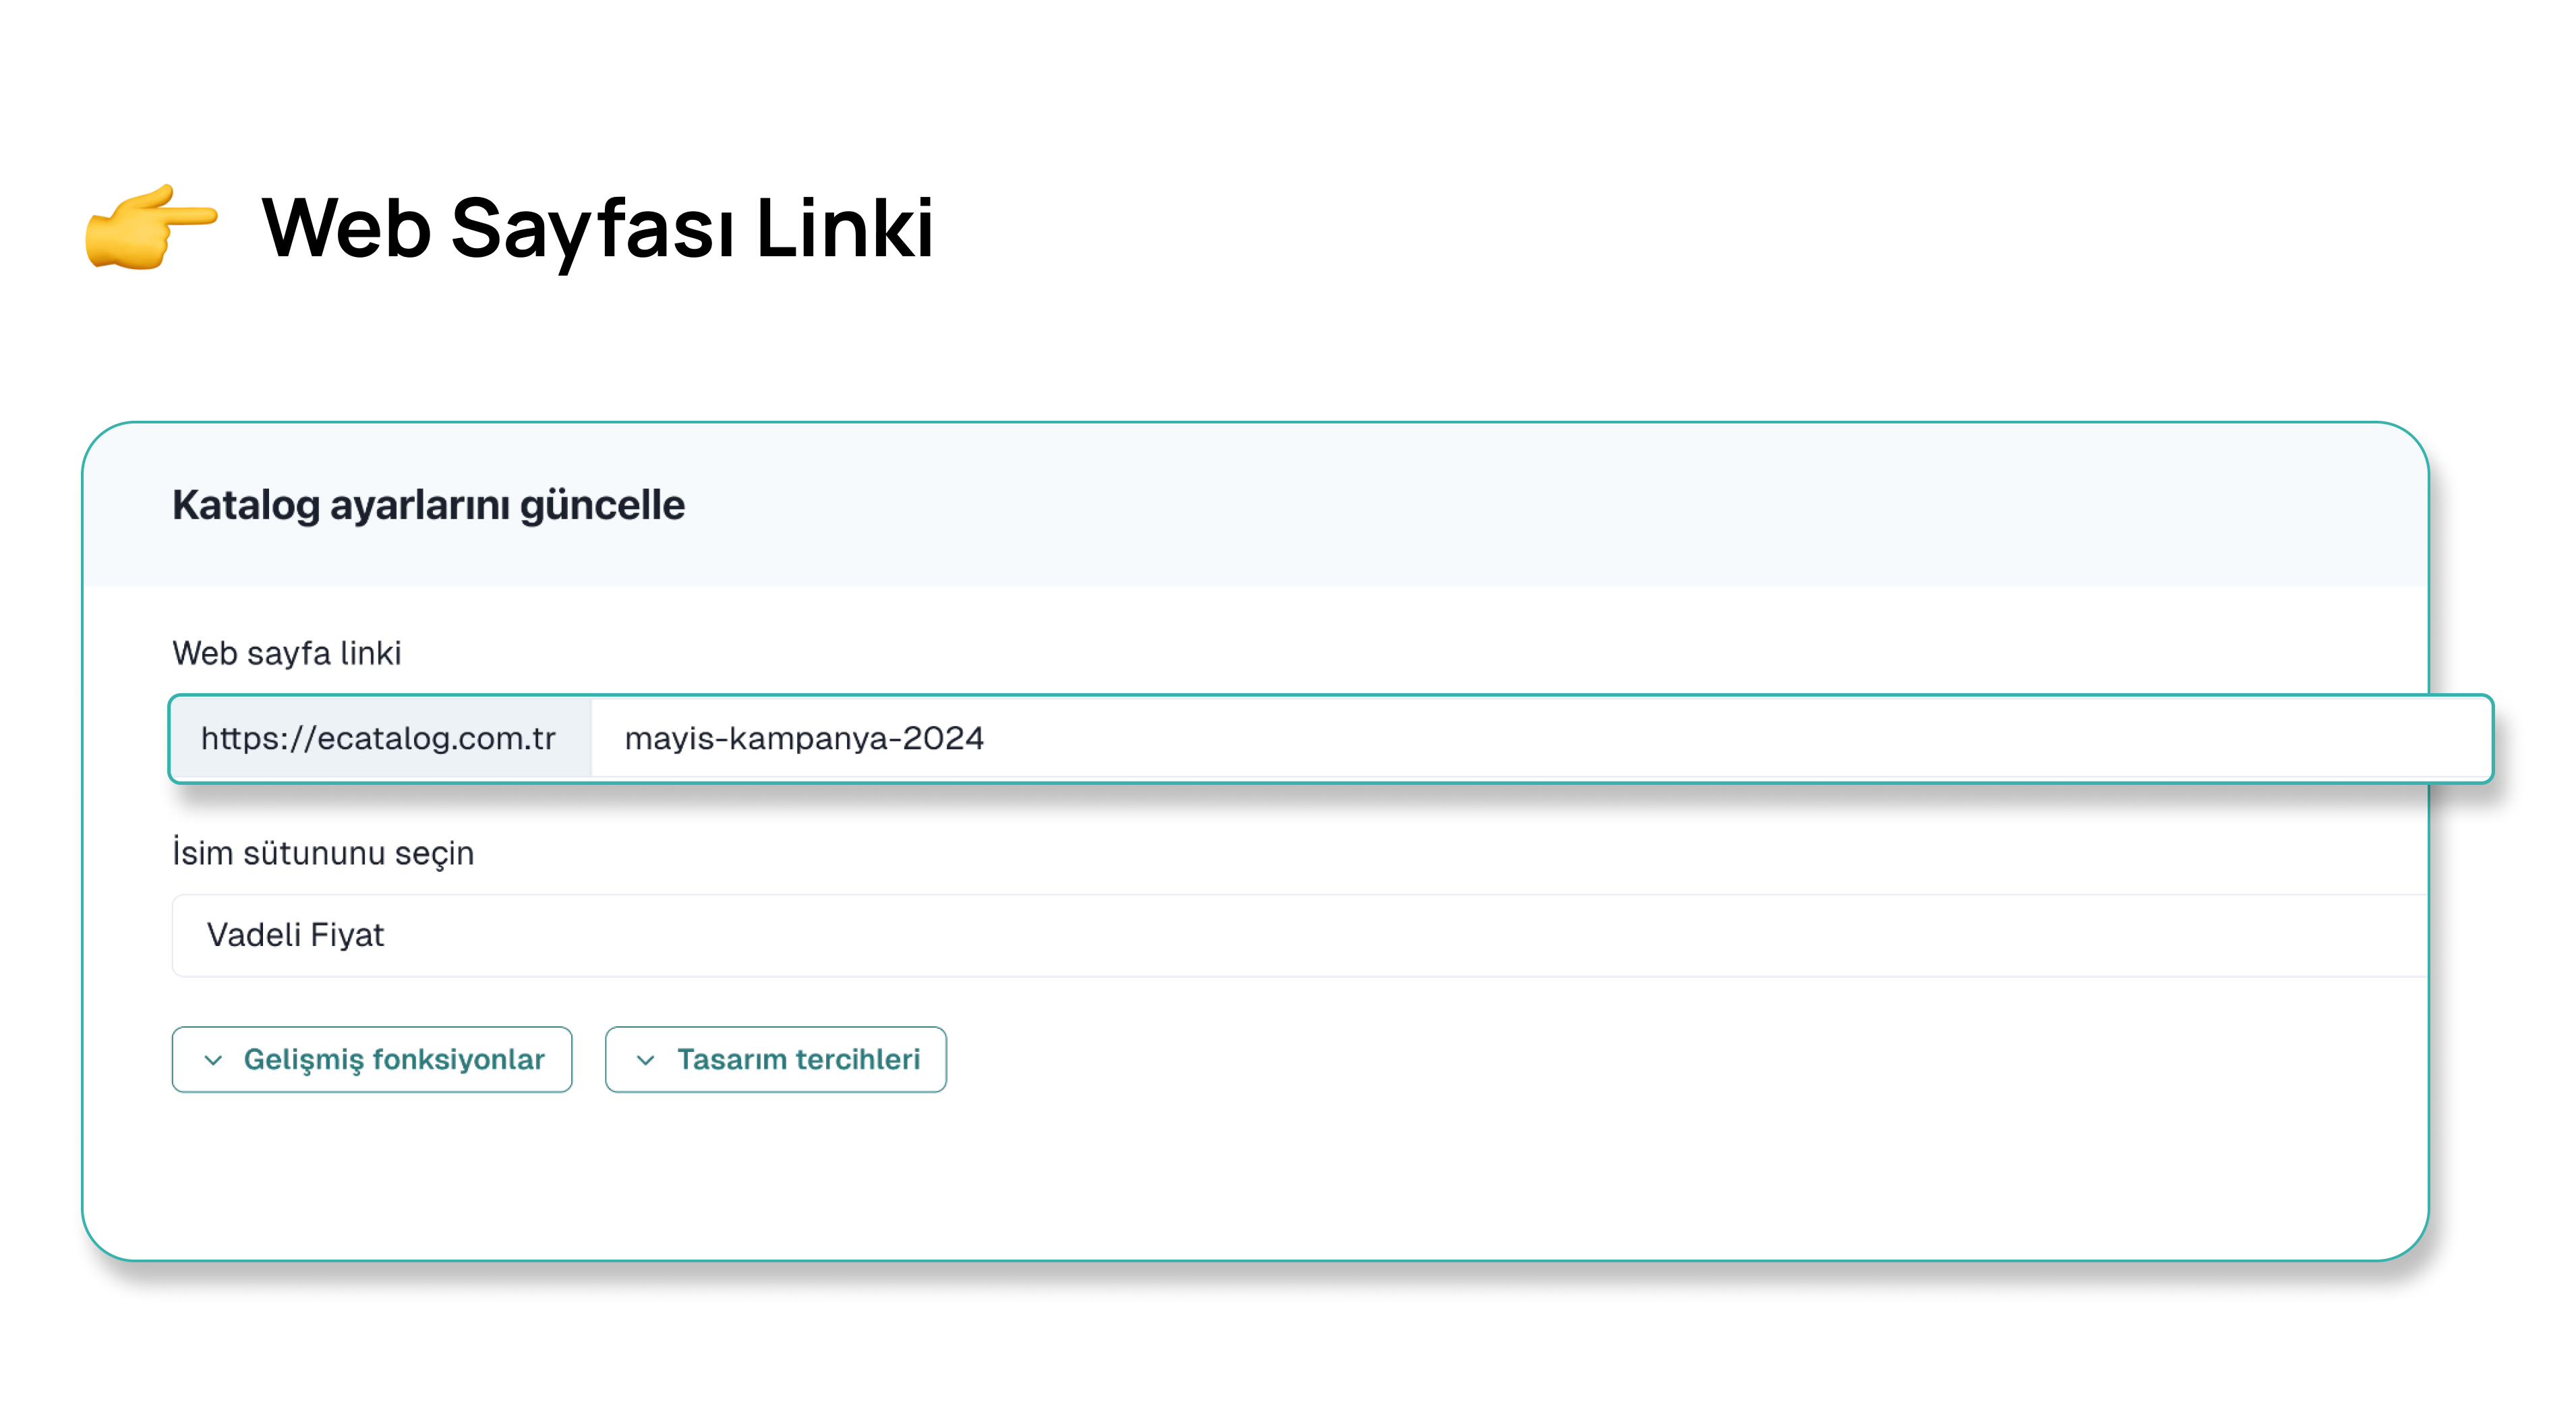 👉 Web Sayfası Linki
Katalog ayarlarını güncelle
Web sayfa linki
https://ecatalog.com.tr mayis-kampanya-2024
İsim sütununu seçin
Vadeli Fiyat
Gelişmiş fonksiyonlar Tasarım tercihleri